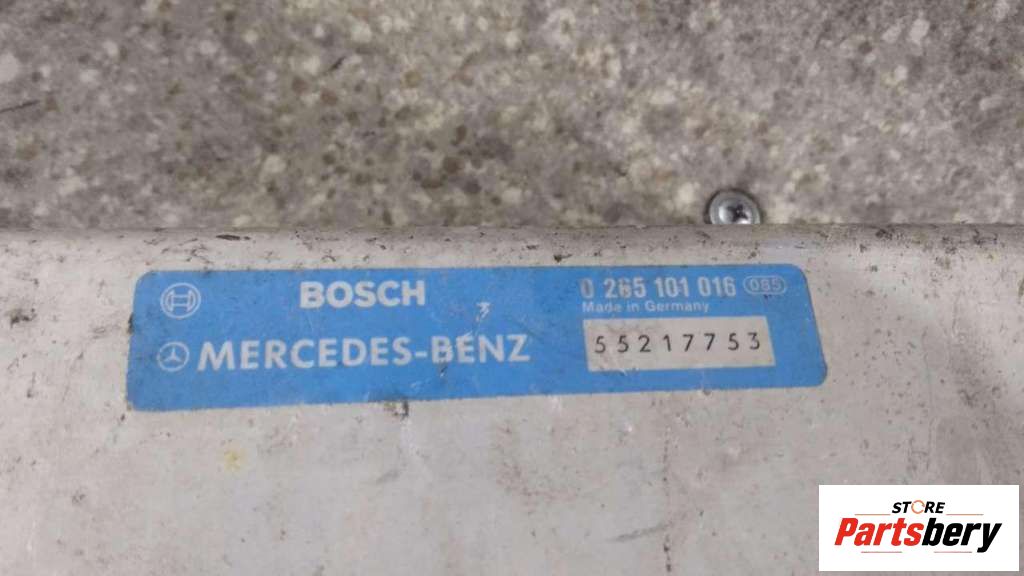 BOSCH
0 265 101 016 085
Made in Germany
MERCEDES-BENZ
55217753
STORE
Partsbery